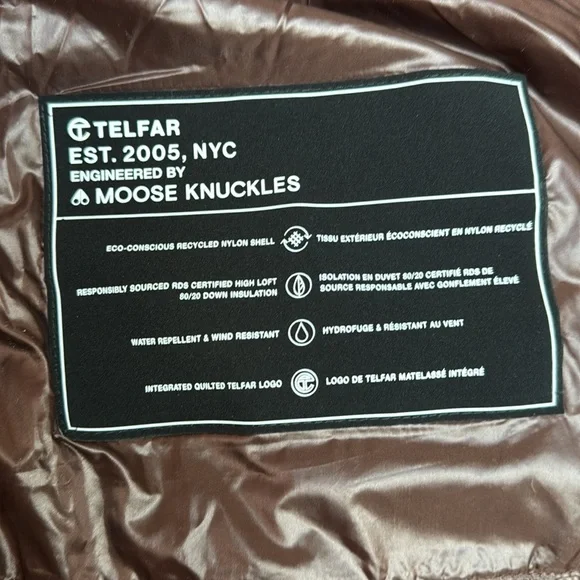 TELFAR
EST. 2005, NYC
ENGINEERED BY
MOOSE KNUCKLES
ECO-CONSCIOUS RECYCLED NYLON SHELL
TISSU EXTÉRIEUR ÉCOCONSCIENT EN NYLON RECYCLÉ
RESPONSIBLY SOURCED RDS CERTIFIED HIGH LOFT
80/20 DOWN INSULATION
ISOLATION EN DUVET 80/20 CERTIFIÉ RDS DE
SOURCE RESPONSABLE AVEC GONFLEMENT ÉLEVÉ
WATER REPELLENT & WIND RESISTANT
HYDROFUGE & RÉSISTANT AU VENT
INTEGRATED QUILTED TELFAR LOGO
LOGO DE TELFAR MATELASSÉ INTÉGRÉ